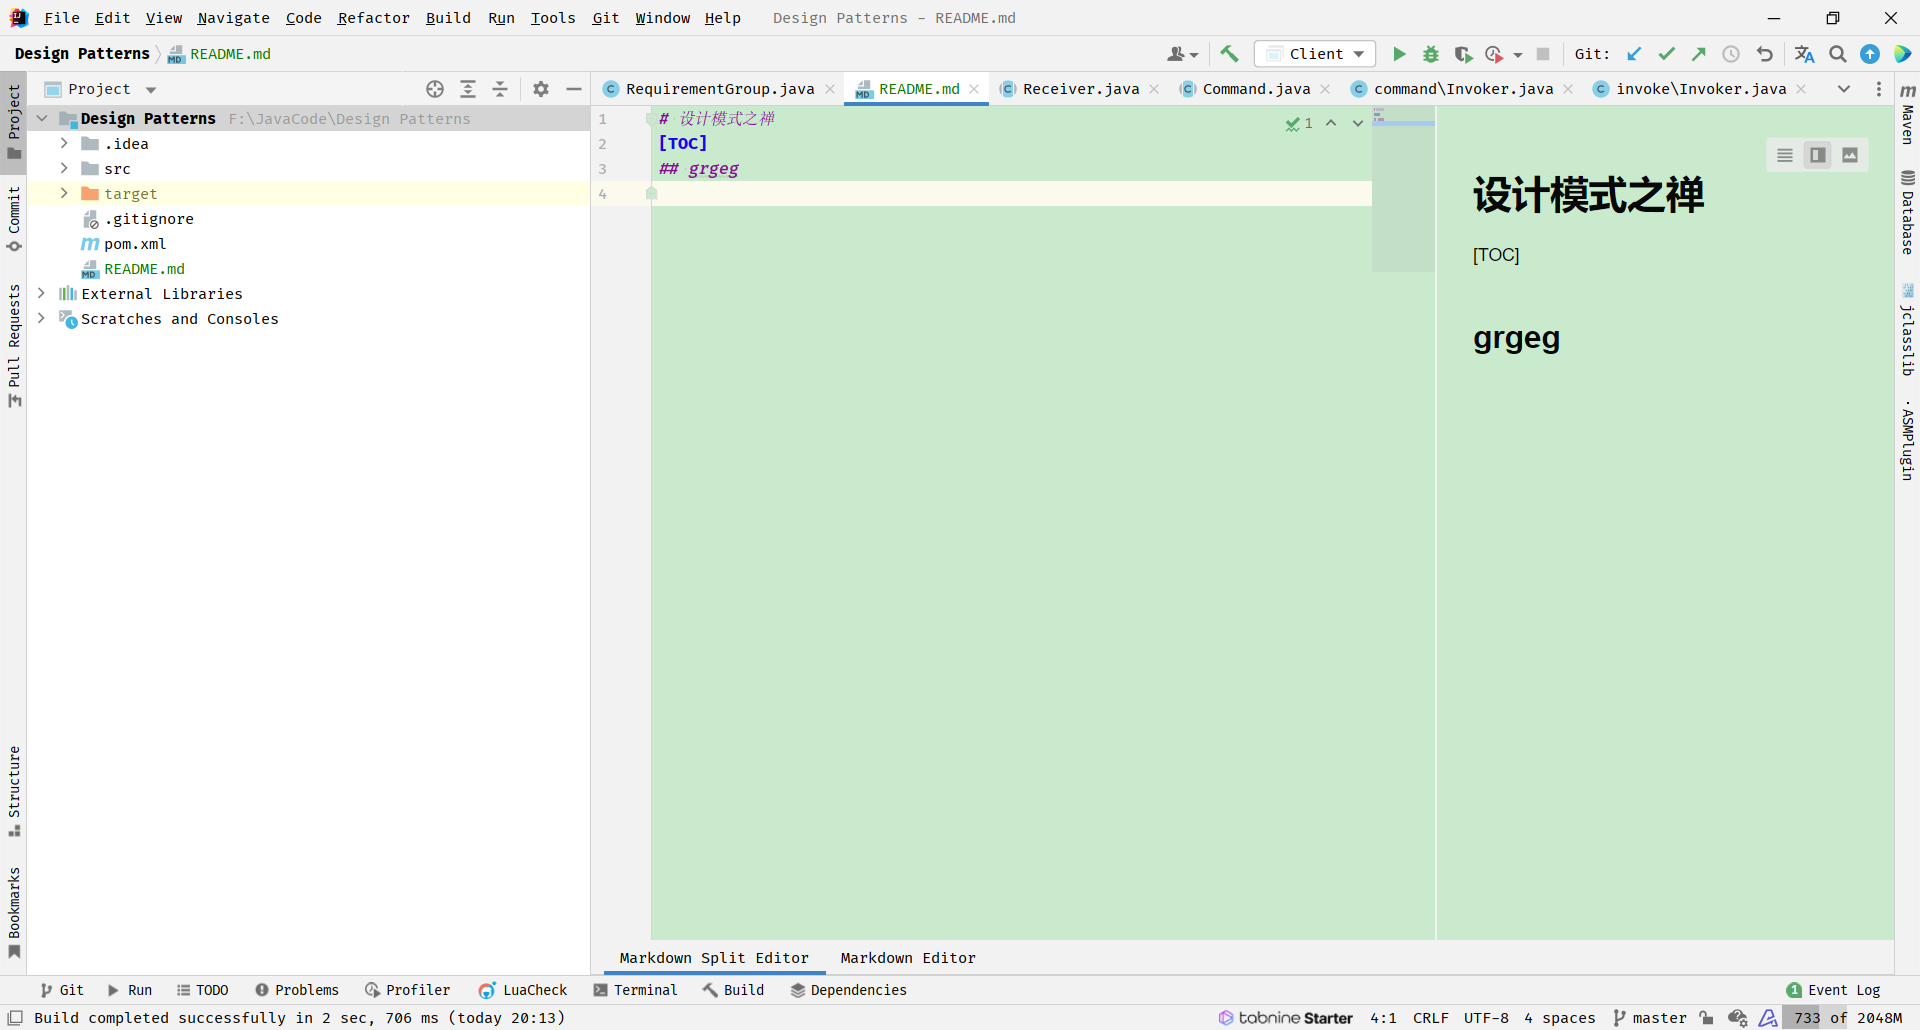 File Edit View Navigate Code Refactor Build Run Tools Git Window Help Design Patterns - README.md
Design Patterns README.md Client Git:
Project RequirementGroup.java README.md Receiver.java Command.java command\Invoker.java invoke\Invoker.java
Design Patterns F:\JavaCode\Design Patterns
.idea
src
target
.gitignore
pom.xml
README.md
External Libraries
Scratches and Consoles
1 # 设计模式之禅
2 [TOC]
3 ## grgeg
4
1
设计模式之禅
[TOC]
grgeg
Project
Commit
Pull Requests
Structure
Bookmarks
Maven
Database
jclasslib
ASMPlugin
Markdown Split Editor Markdown Editor
Git Run TODO Problems Profiler LuaCheck Terminal Build Dependencies 1 Event Log
Build completed successfully in 2 sec, 706 ms (today 20:13) tabnine Starter 4:1 CRLF UTF-8 4 spaces master 733 of 2048M